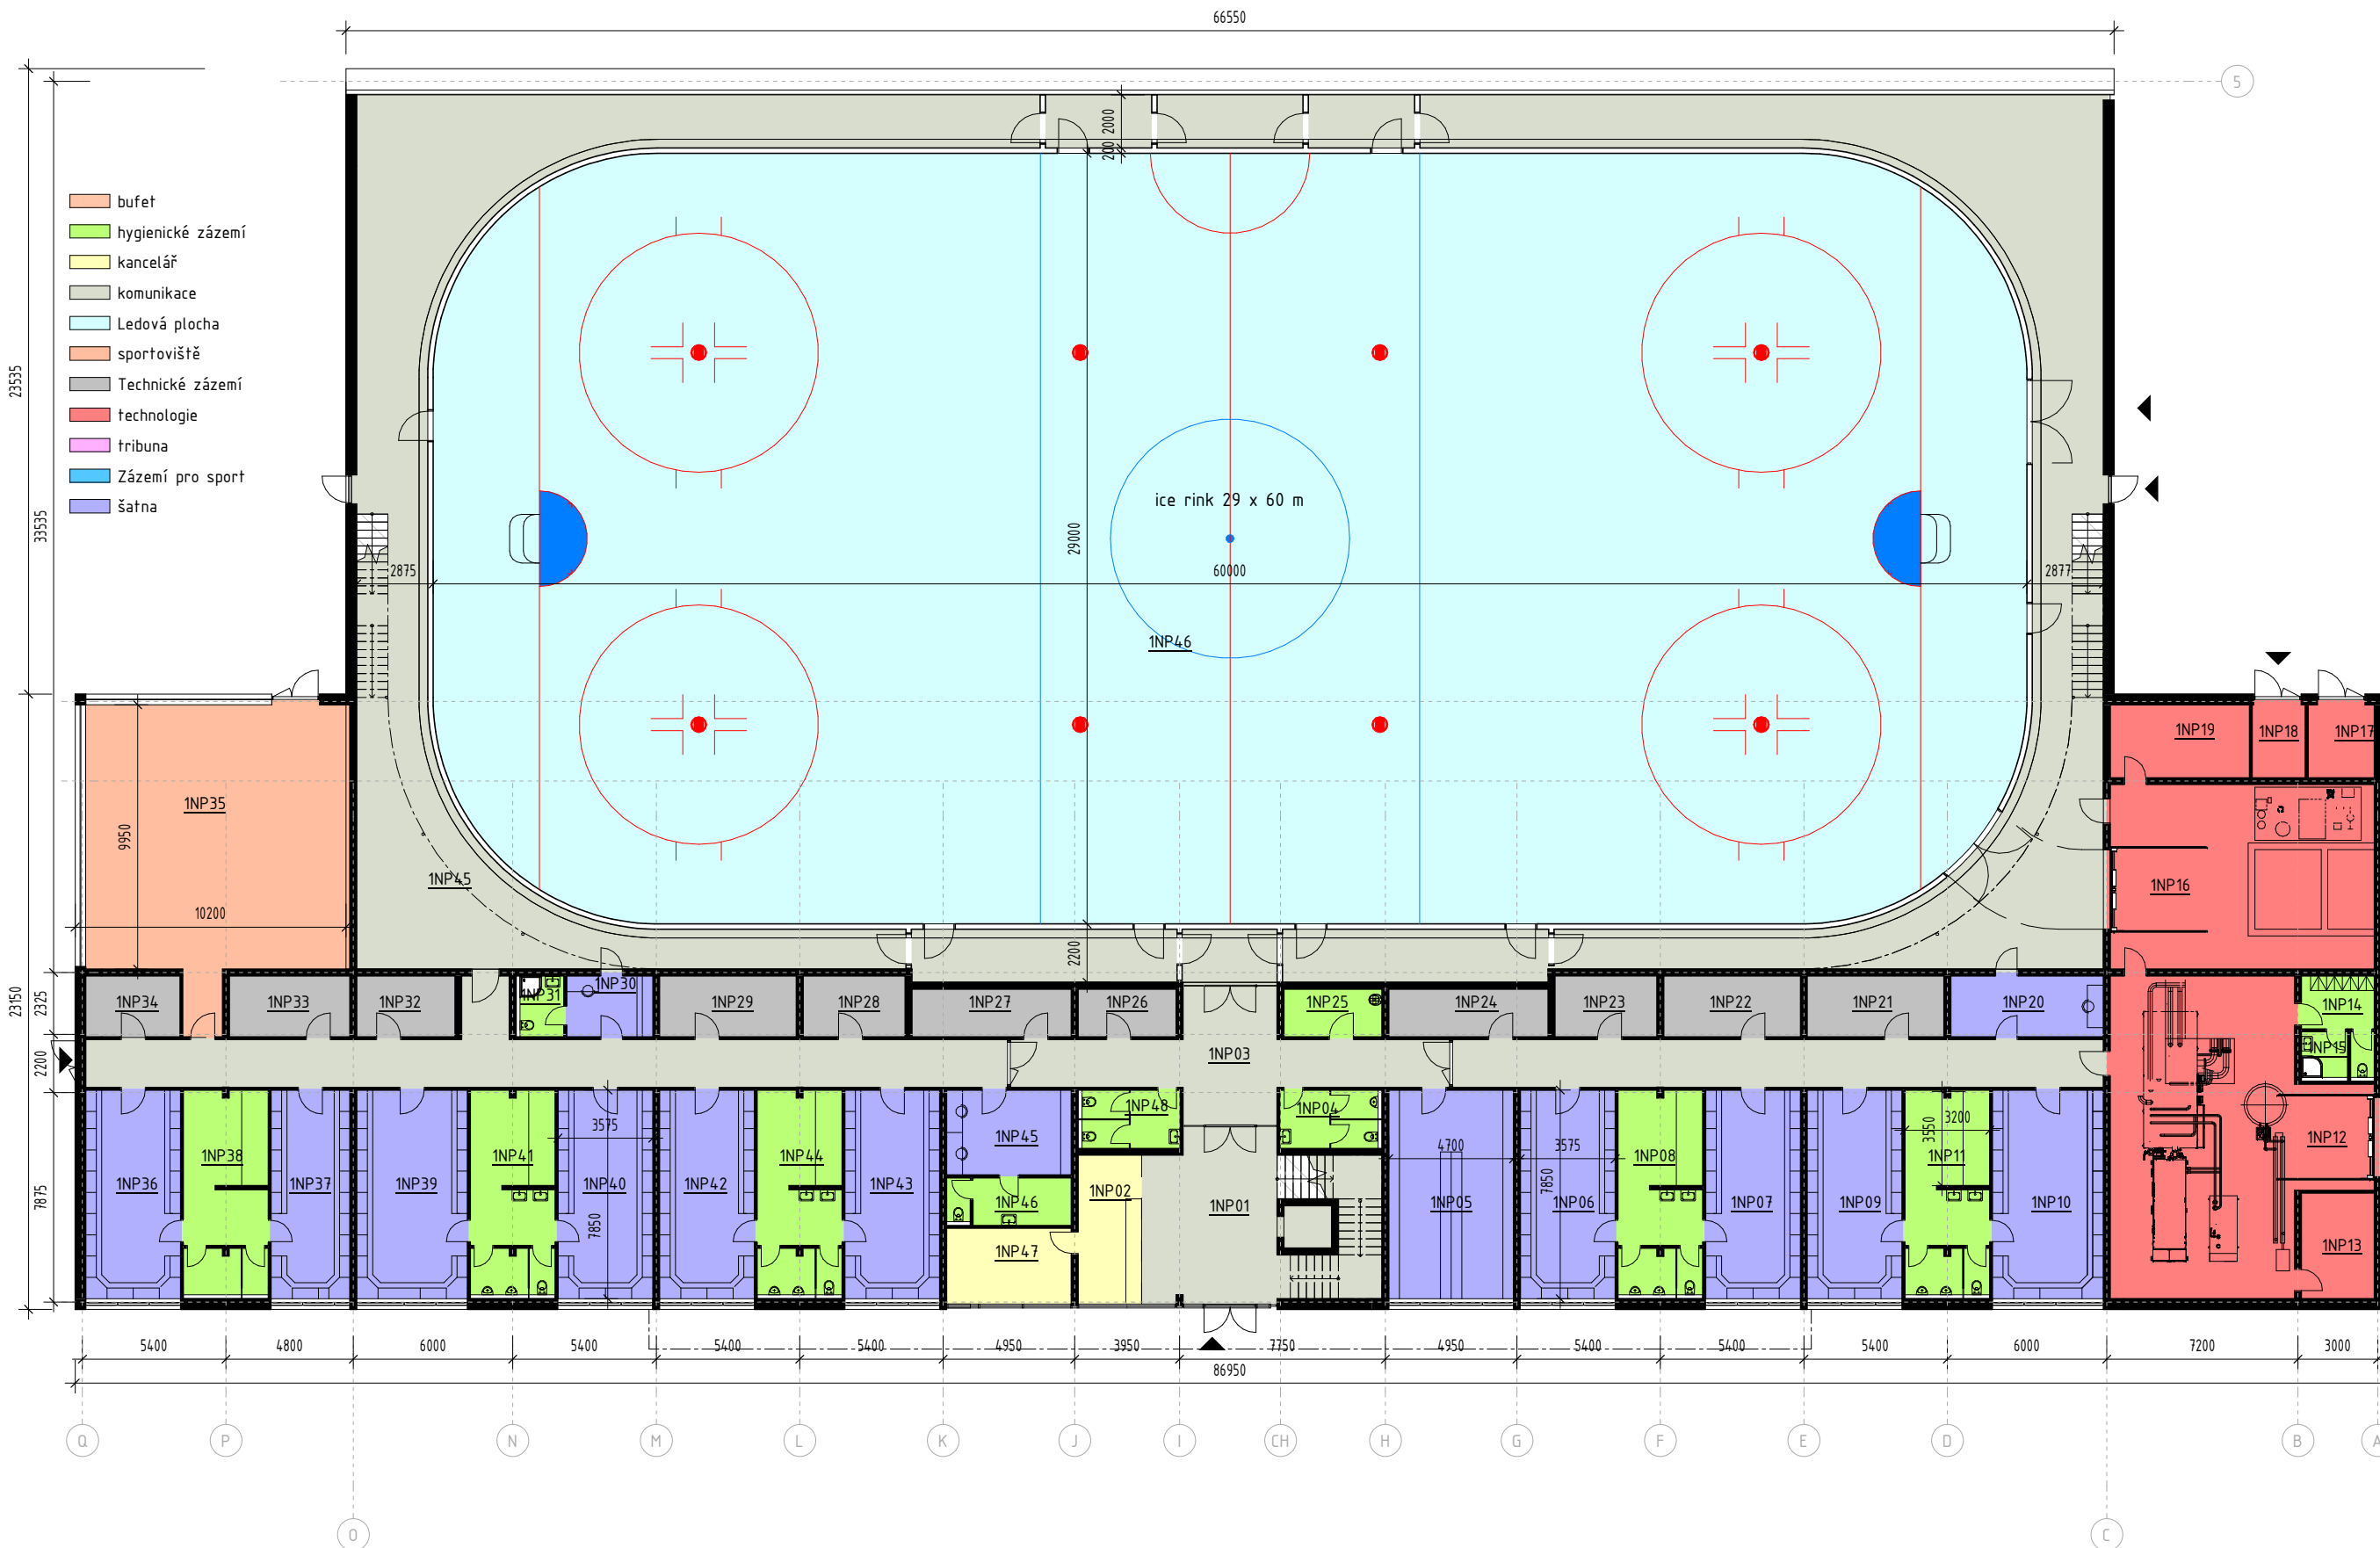 66550
5
200 2000
bufet
hygienické zázemí
kancelář
komunikace
Ledová plocha
sportoviště
Technické zázemí
technologie
tribuna
Zázemí pro sport
šatna
23535
33535
ice rink 29 x 60 m
29000
2875
60000
2877
1NP46
1NP19
1NP18
1NP17
1NP35
9950
1NP45
1NP16
10200
2200
23150
2325
1NP34
1NP33
1NP32
1NP31
1NP30
1NP29
1NP28
1NP27
1NP26
1NP25
1NP24
1NP23
1NP22
1NP21
1NP20
1NP14
1NP15
2200
1NP03
1NP48
1NP04
3575
1NP45
4700
3575
3550
3200
1NP12
7875
1NP38
1NP41
1NP44
1NP08
1NP11
1NP36
1NP37
1NP39
1NP40
1NP42
1NP43
1NP46
1NP02
1NP01
1NP05
7850
1NP06
1NP07
1NP09
1NP10
7850
1NP47
1NP13
5400
4800
6000
5400
5400
5400
4950
3950
7750
4950
5400
5400
5400
6000
7200
3000
86950
Q
P
N
M
L
K
J
I
CH
H
G
F
E
D
B
A
O
C